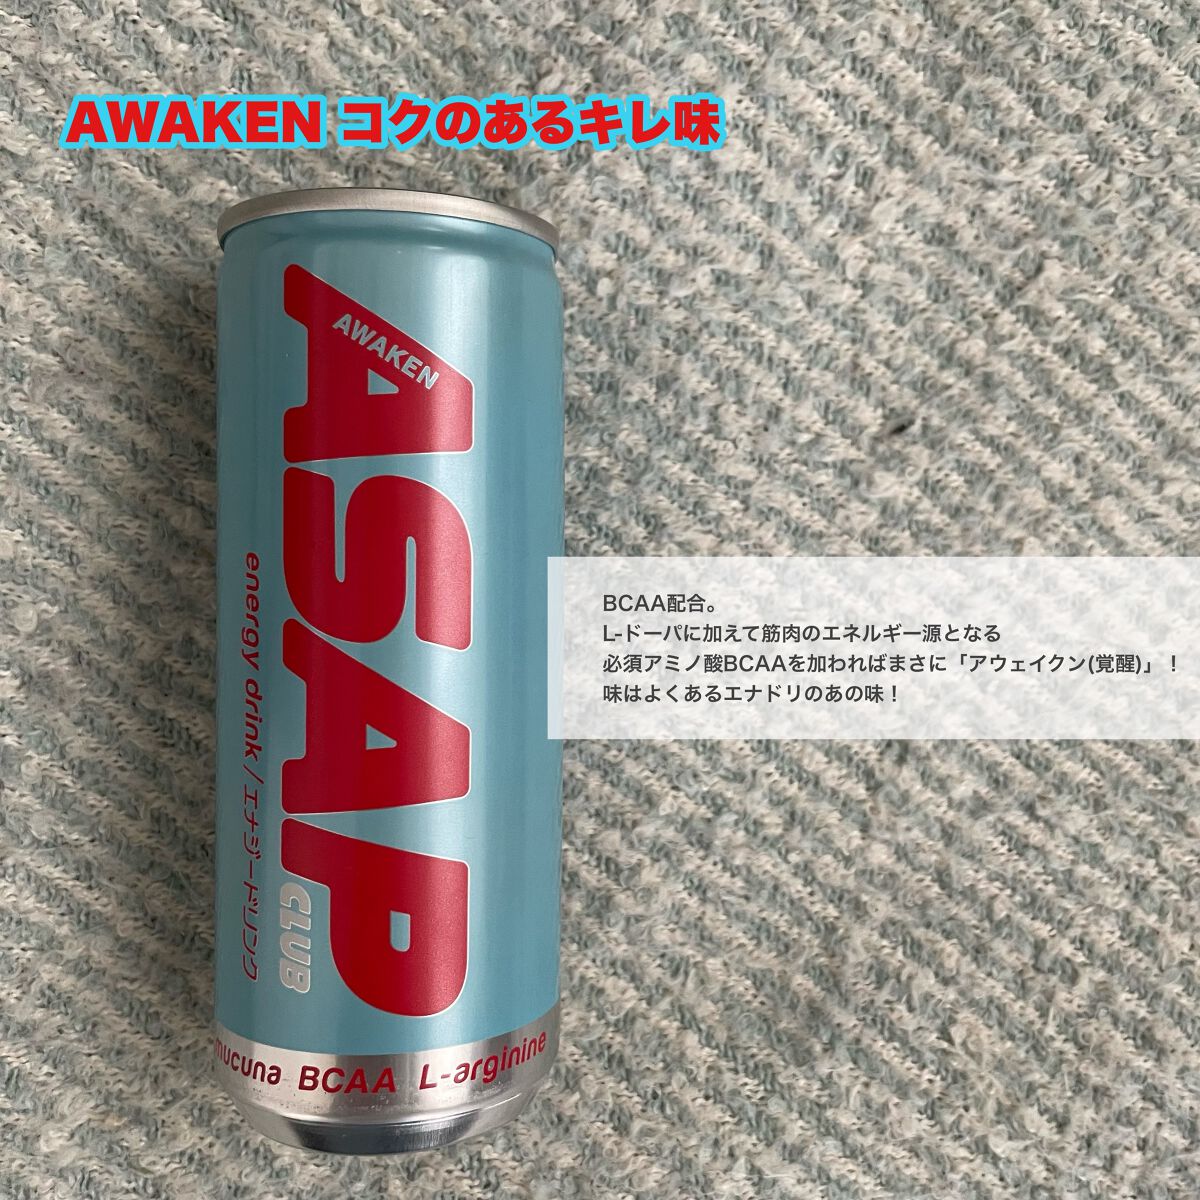 AWAKEN コクのあるキレ味
AWAKEN
ASAP
CLUB
energy drink / エナジードリンク
mucuna BCAA L-arginine
BCAA配合。
L-ドーパに加えて筋肉のエネルギー源となる
必須アミノ酸BCAAを加わればまさに「アウェイクン(覚醒)」！
味はよくあるエナドリのあの味！